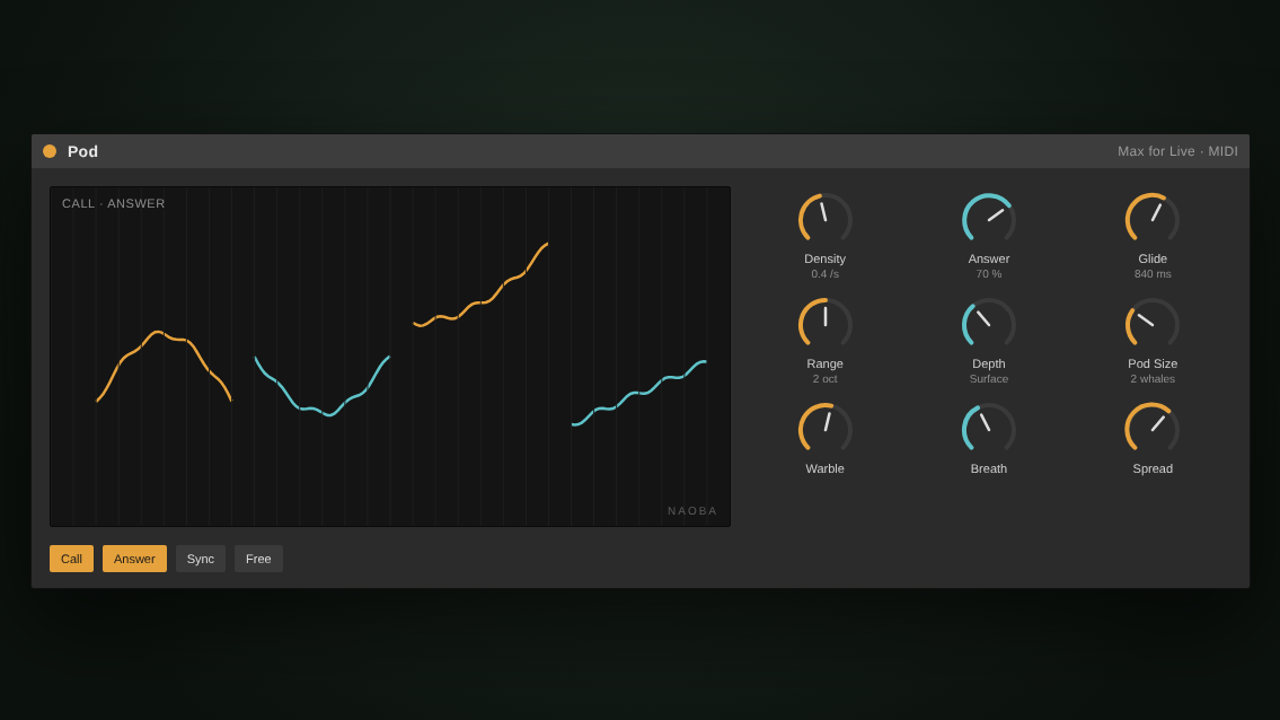 Pod
Max for Live · MIDI
CALL · ANSWER
NAOBA
Density
0.4 /s
Answer
70 %
Glide
840 ms
Range
2 oct
Depth
Surface
Pod Size
2 whales
Warble
Breath
Spread
Call
Answer
Sync
Free